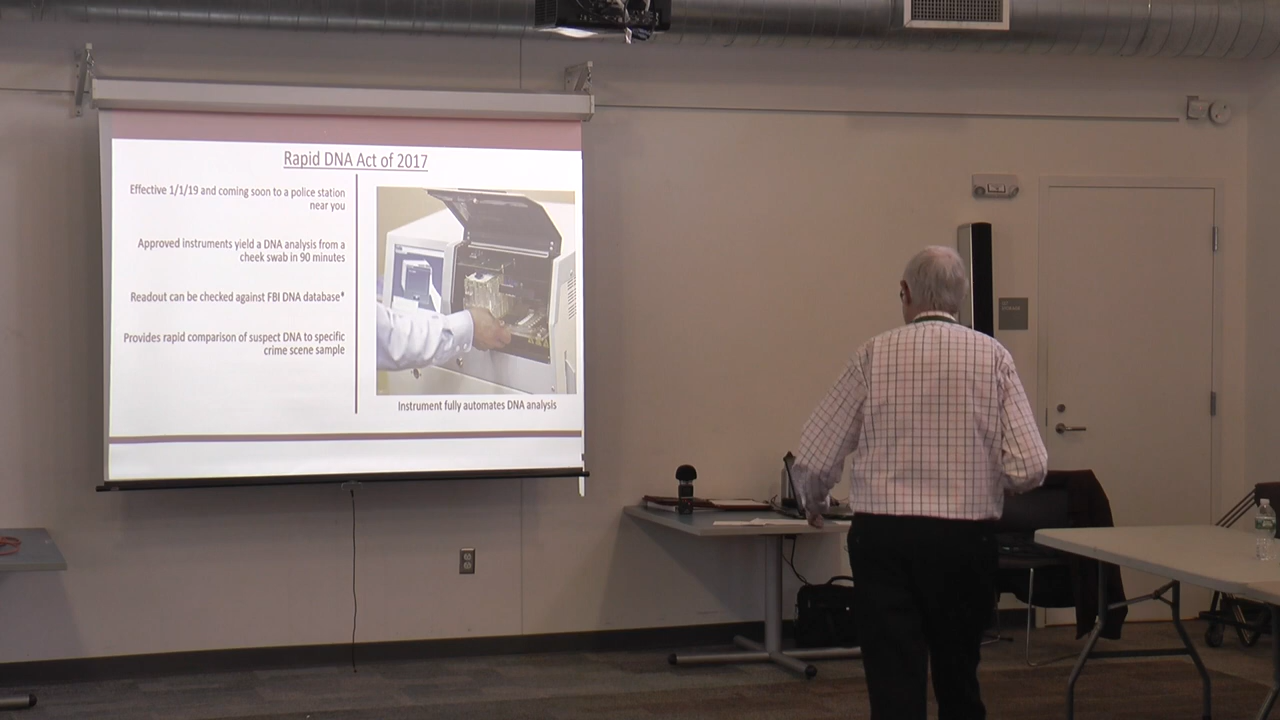 Rapid DNA Act of 2017
Effective 1/1/19 and coming soon to a police station
near you
Approved instruments yield a DNA analysis from a
cheek swab in 90 minutes
Readout can be checked against FBI DNA database*
Provides rapid comparison of suspect DNA to specific
crime scene sample
Instrument fully automates DNA analysis